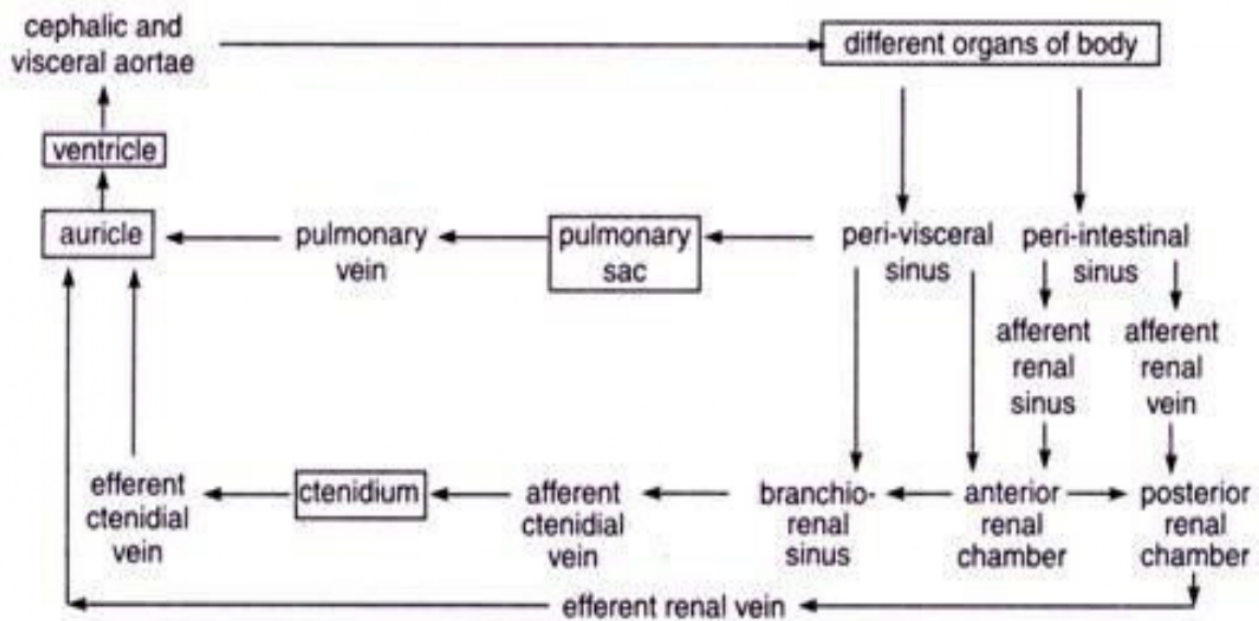 cephalic and
visceral aortae
different organs of body
ventricle
auricle
pulmonary
vein
pulmonary
sac
peri-visceral
sinus
peri-intestinal
sinus
afferent
renal
sinus
afferent
renal
vein
efferent
ctenidial
vein
ctenidium
afferent
ctenidial
vein
branchio-
renal
sinus
anterior
renal
chamber
posterior
renal
chamber
efferent renal vein